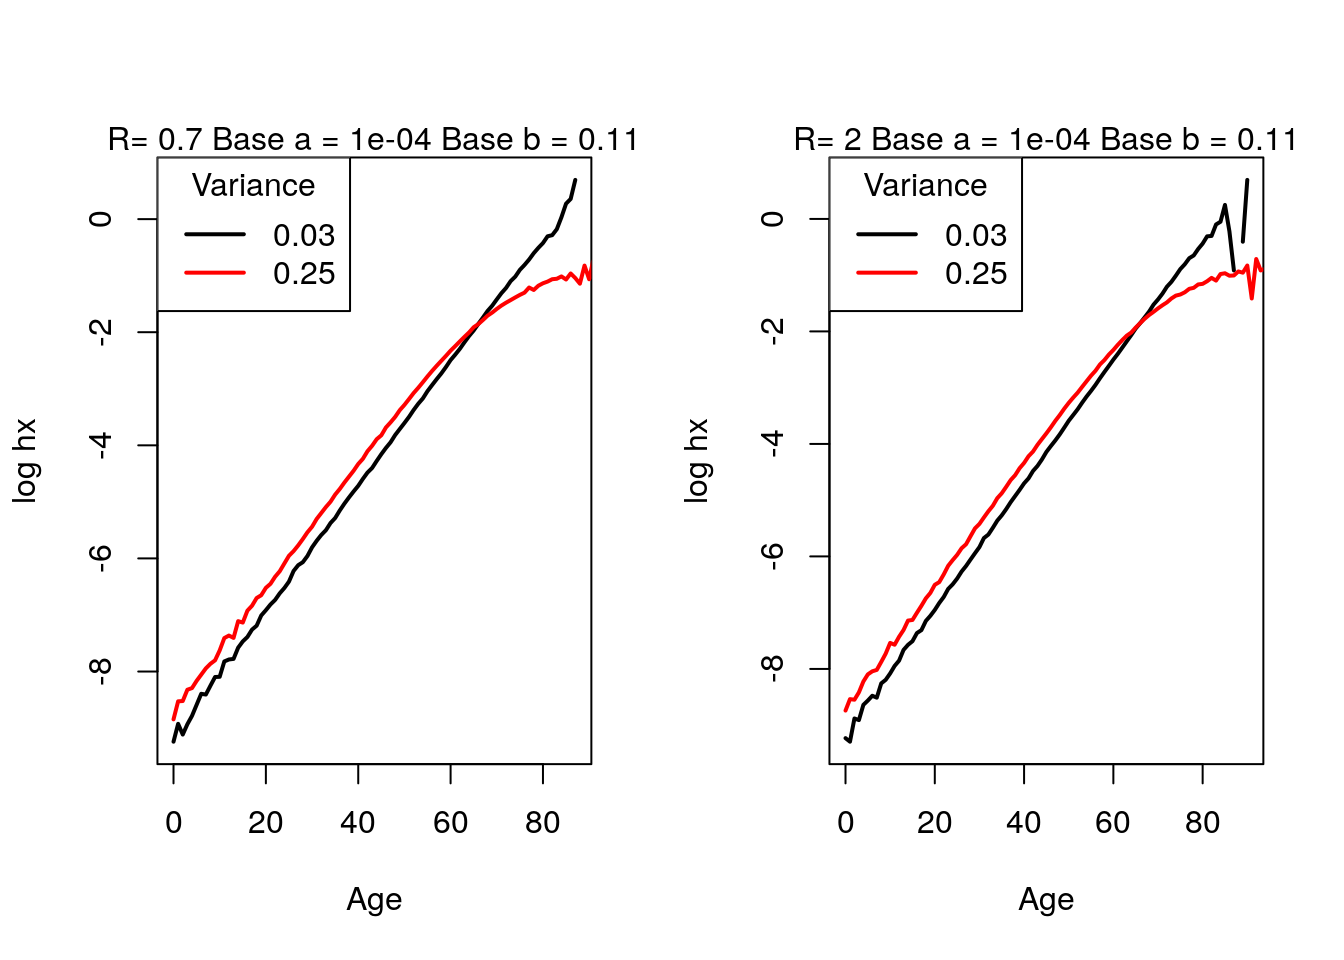 R= 0.7 Base a = 1e-04 Base b = 0.11
Variance
0.03
0.25
0
-2
-4
-6
-8
log hx
0 20 40 60 80
Age
R= 2 Base a = 1e-04 Base b = 0.11
Variance
0.03
0.25
0
-2
-4
-6
-8
log hx
0 20 40 60 80
Age